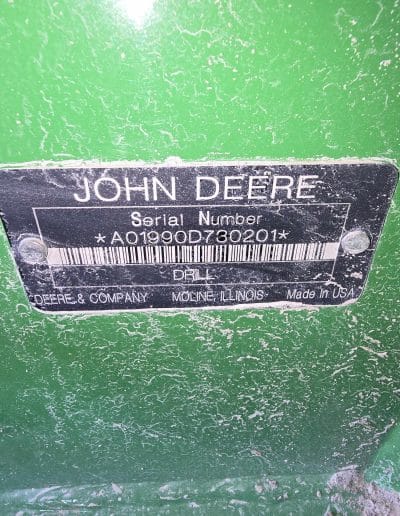 JOHN DEERE
Serial Number
*A01990D730201*
DRILL
DEERE & COMPANY MOLINE, ILLINOIS Made In USA